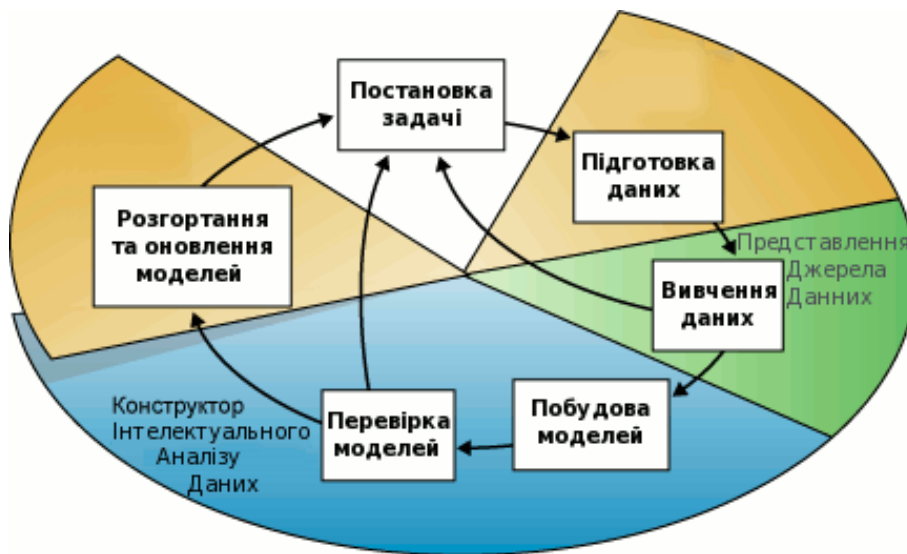 Постановка
задачі
Підготовка
даних
Розгортання
та оновлення
моделей
Представлення
Джерела
Данних
Вивчення
даних
Побудова
моделей
Перевірка
моделей
Конструктор
Інтелектуального
Аналізу
Даних